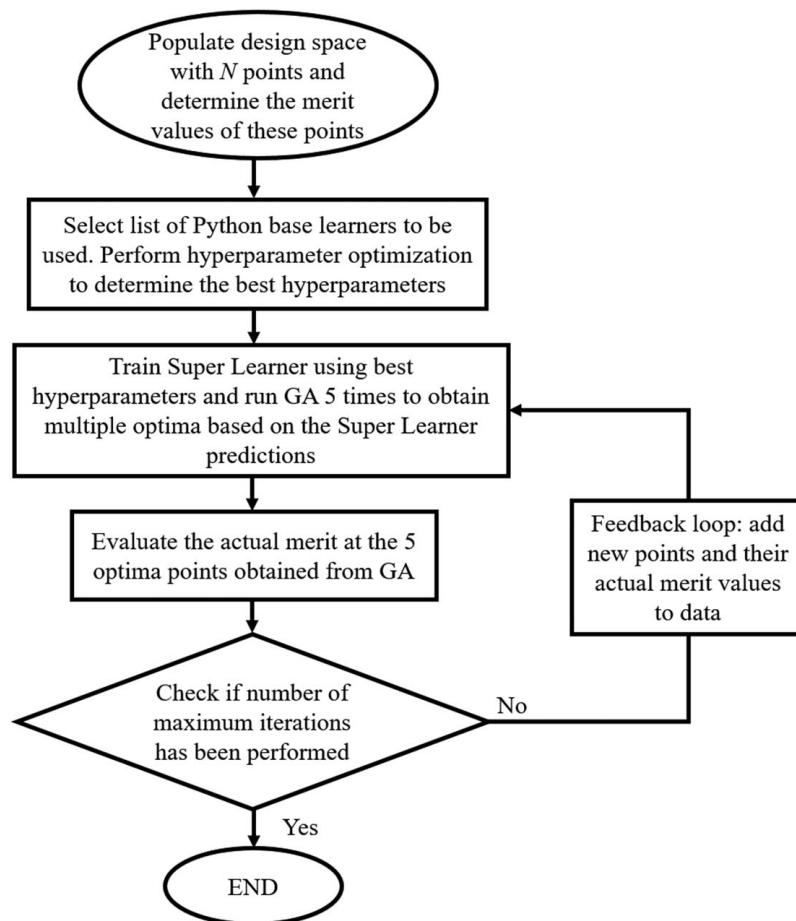 Populate design space
with N points and
determine the merit
values of these points
Select list of Python base learners to be
used. Perform hyperparameter optimization
to determine the best hyperparameters
Train Super Learner using best
hyperparameters and run GA 5 times to obtain
multiple optima based on the Super Learner
predictions
Evaluate the actual merit at the 5
optima points obtained from GA
Feedback loop: add
new points and their
actual merit values
to data
Check if number of
maximum iterations
has been performed
No
Yes
END